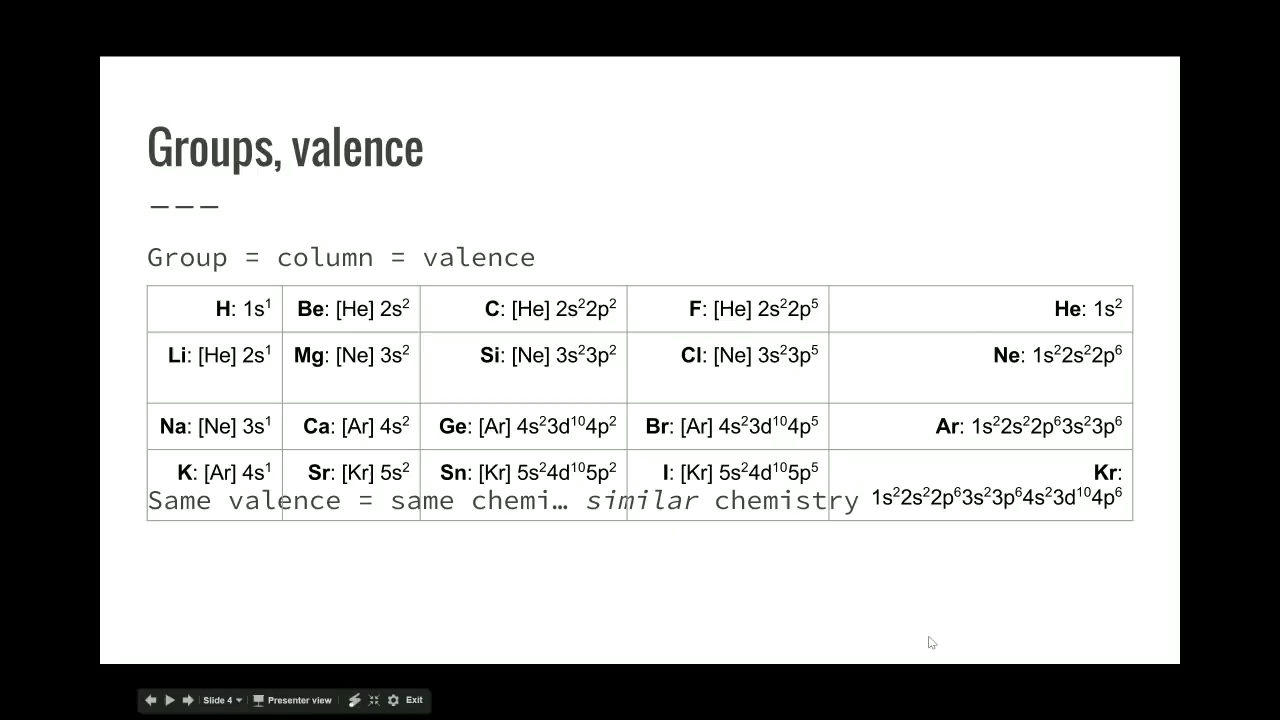 Groups, valence
———
Group = column = valence
H: 1s¹ Be: [He] 2s² C: [He] 2s²2p² F: [He] 2s²2p⁵ He: 1s²
Li: [He] 2s¹ Mg: [Ne] 3s² Si: [Ne] 3s²3p² Cl: [Ne] 3s²3p⁵ Ne: 1s²2s²2p⁶
Na: [Ne] 3s¹ Ca: [Ar] 4s² Ge: [Ar] 4s²3d¹⁰4p² Br: [Ar] 4s²3d¹⁰4p⁵ Ar: 1s²2s²2p⁶3s²3p⁶
K: [Ar] 4s¹ Sr: [Kr] 5s² Sn: [Kr] 5s²4d¹⁰5p² I: [Kr] 5s²4d¹⁰5p⁵ Kr:
1s²2s²2p⁶3s²3p⁶4s²3d¹⁰4p⁶
Same valence = same chemi… similar chemistry
Slide 4 Presenter view Exit